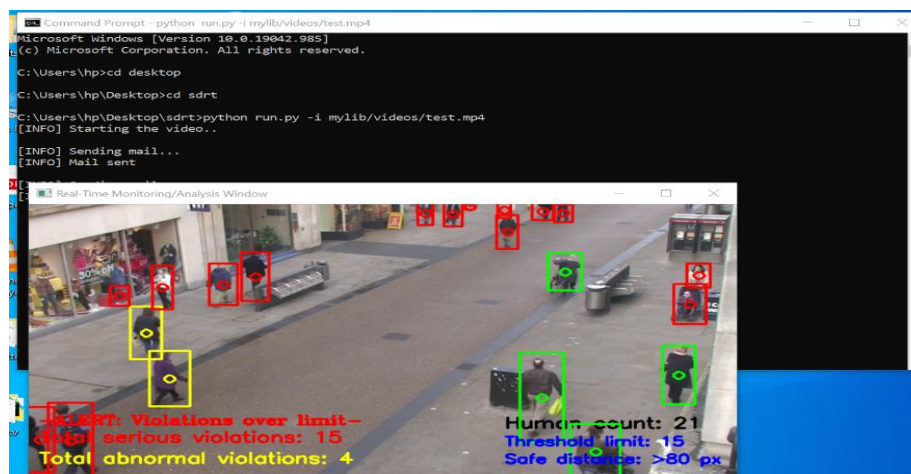 Command Prompt - python run.py -i mylib/videos/test.mp4
Microsoft Windows [Version 10.0.19042.985]
(c) Microsoft Corporation. All rights reserved.
C:\Users\hp>cd desktop
C:\Users\hp\Desktop>cd sdrt
C:\Users\hp\Desktop\sdrt>python run.py -i mylib/videos/test.mp4
[INFO] Starting the video..
[INFO] Sending mail...
[INFO] Mail sent
Real-Time Monitoring/Analysis Window
30% off
-ALERT: Violations over limit-
Total serious violations: 15
Total abnormal violations: 4
Human count: 21
Threshold limit: 15
Safe distance: >80 px